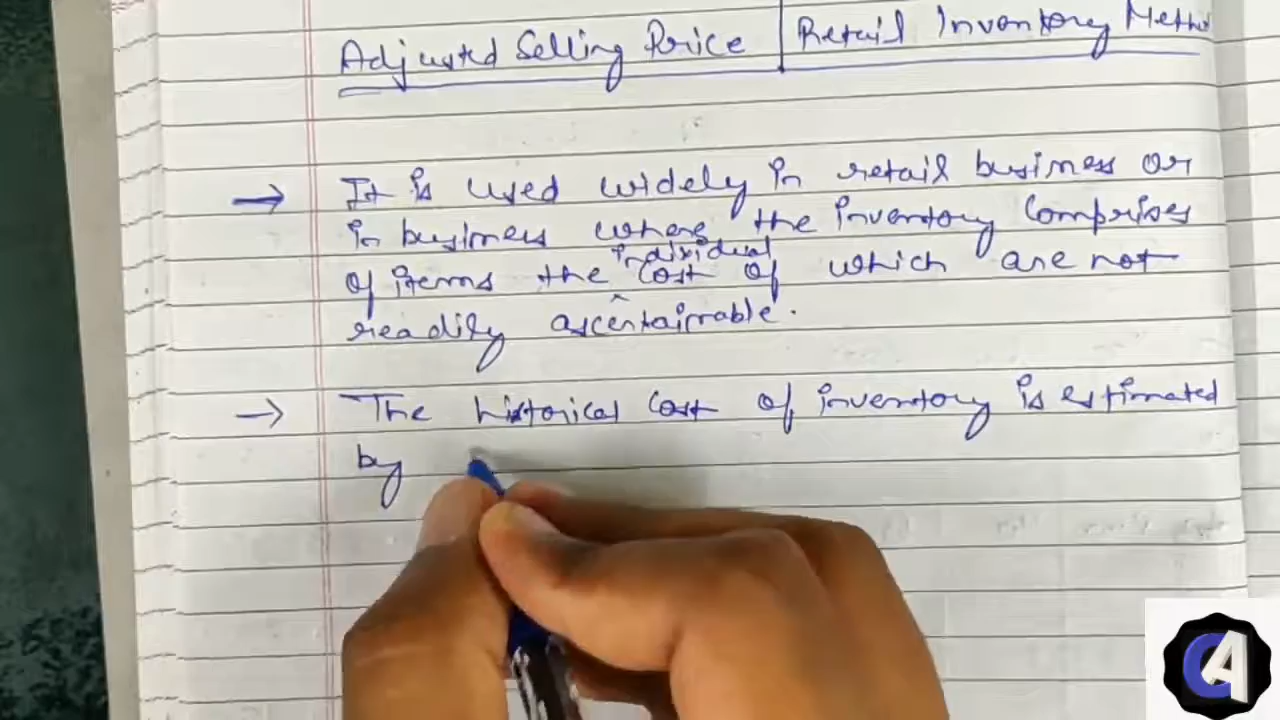 Adjusted Selling Price | Retail Inventory Metho
→ It is used widely in retail business or
in business where the inventory comprises
individual
of items the ^ cost of which are not
readily ascertainable.
→ The historical cost of inventory is estimated
by
CA